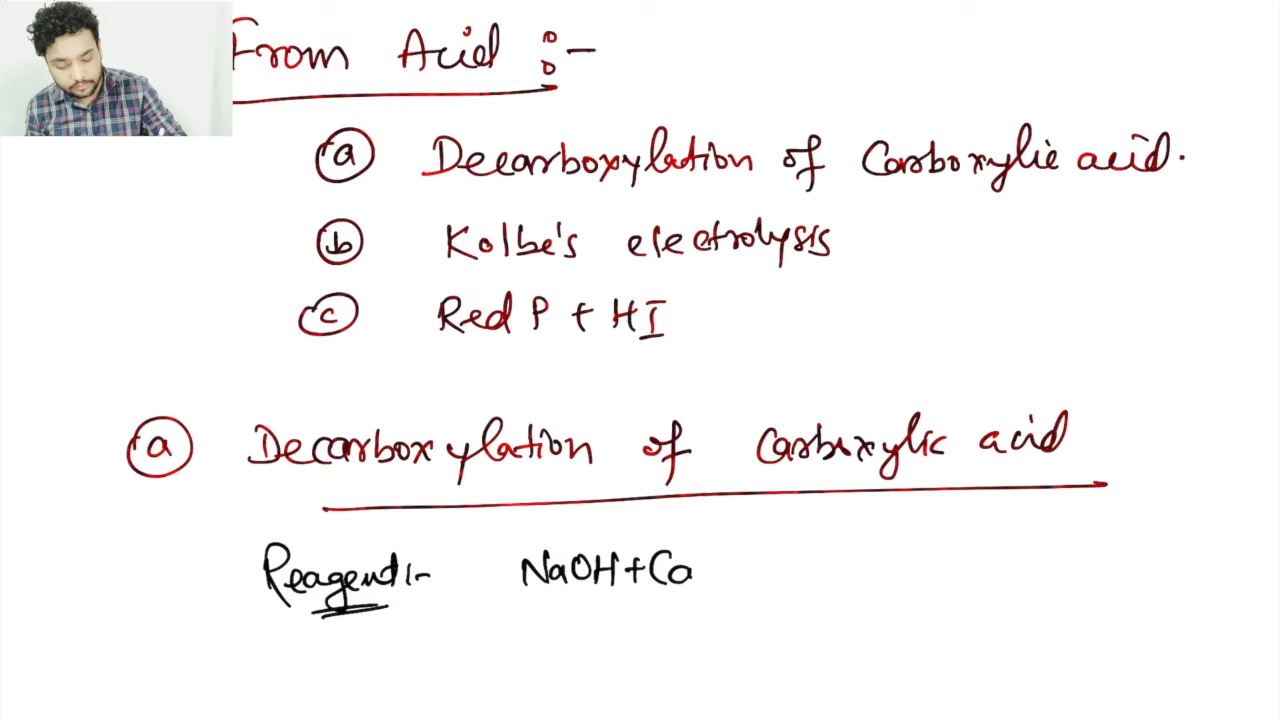 From Acid :-
(a) Decarboxylation of Carboxylic acid.
(b) Kolbe's electrolysis
(c) Red P + HI
(a) Decarboxylation of Carboxylic acid
Reagent :- NaOH + Ca